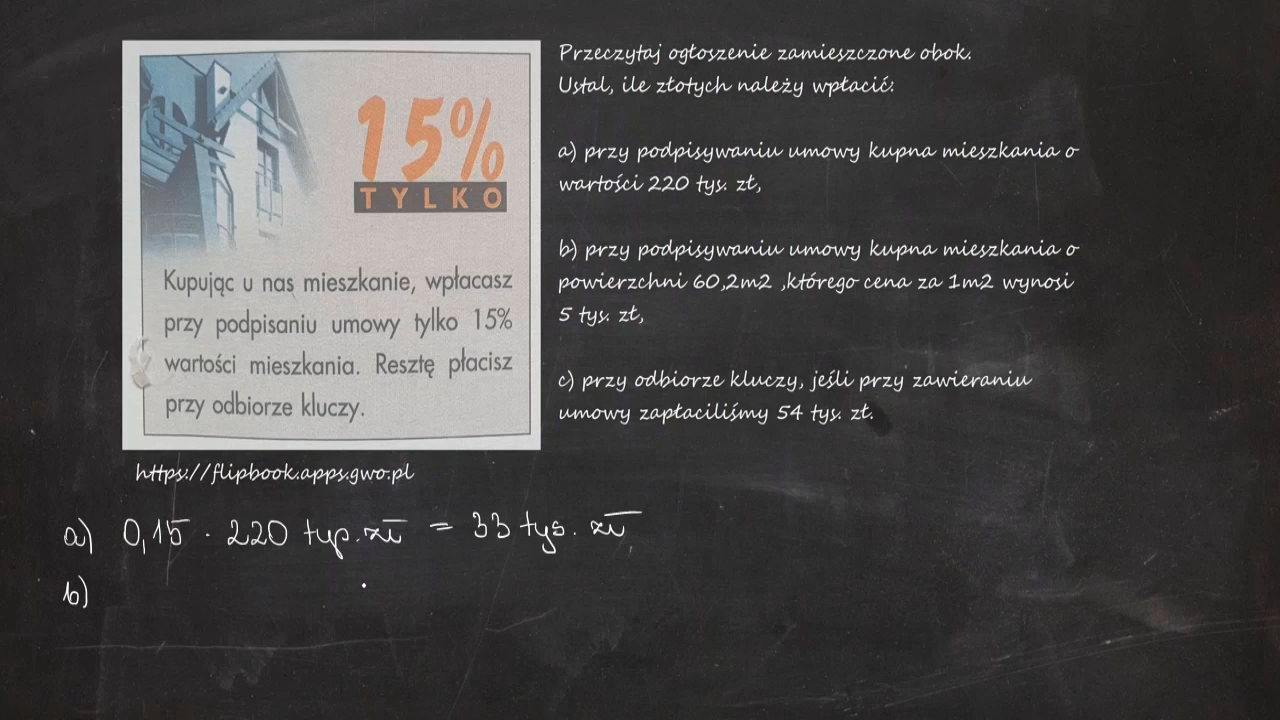 15%
TYLKO
Kupując u nas mieszkanie, wpłacasz
przy podpisaniu umowy tylko 15%
wartości mieszkania. Resztę płacisz
przy odbiorze kluczy.
https://flipbook.apps.gwo.pl
Przeczytaj ogłoszenie zamieszczone obok.
Ustal, ile złotych należy wpłacić:
a) przy podpisywaniu umowy kupna mieszkania o
wartości 220 tys. zł,
b) przy podpisywaniu umowy kupna mieszkania o
powierzchni 60,2m2 ,którego cena za 1m2 wynosi
5 tys. zł,
c) przy odbiorze kluczy, jeśli przy zawieraniu
umowy zapłaciliśmy 54 tys. zł.
a) 0,15 · 220 typ. zł = 33 tys. zł
b)